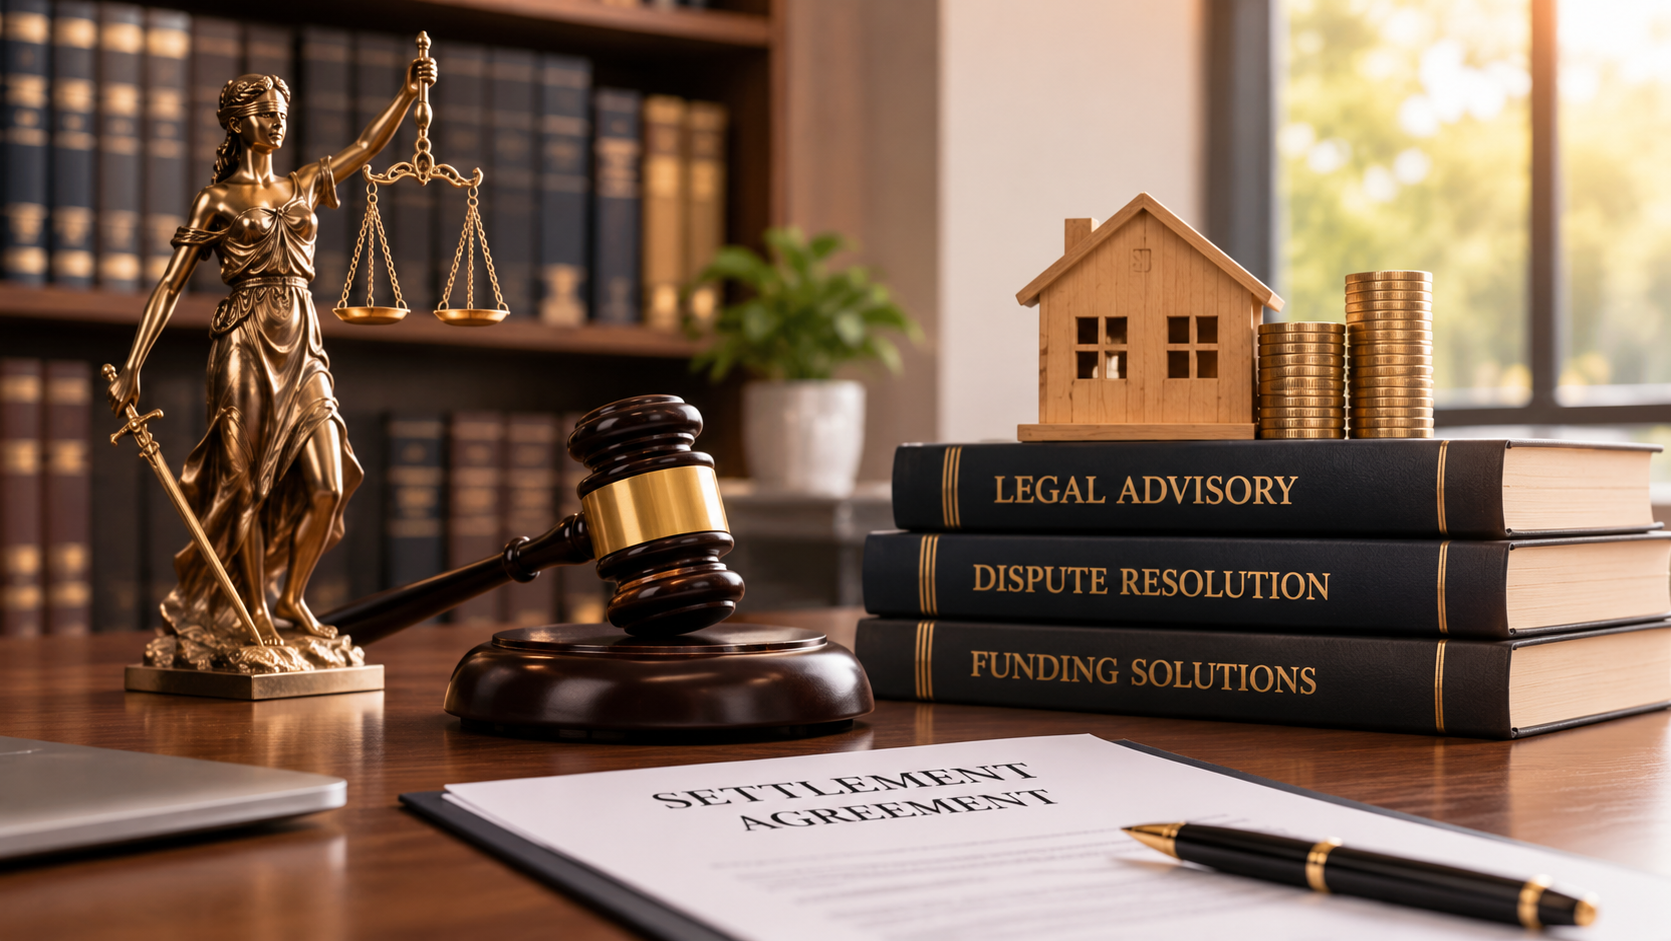 LEGAL ADVISORY
DISPUTE RESOLUTION
FUNDING SOLUTIONS
SETTLEMENT
AGREEMENT